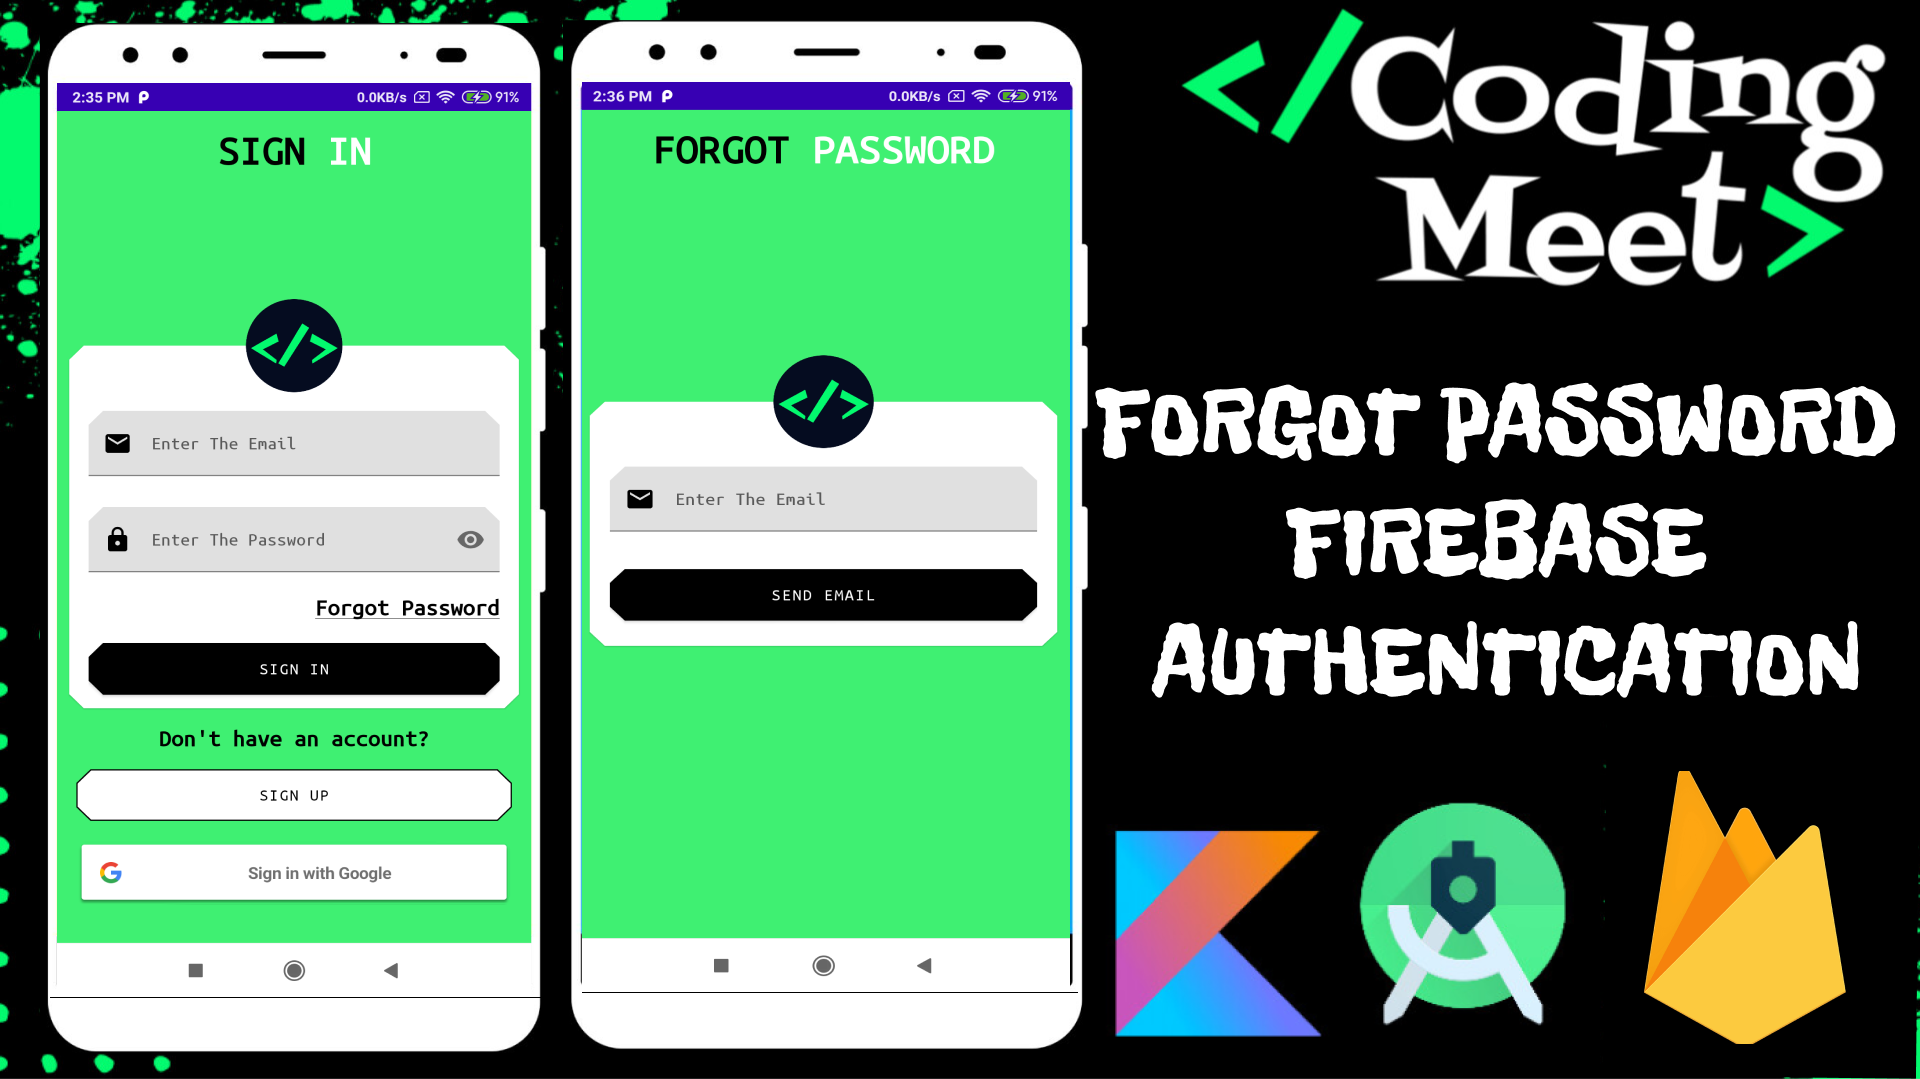 2:35 PM
0.0KB/s
91%
SIGN IN
Enter The Email
Enter The Password
Forgot Password
SIGN IN
Don't have an account?
SIGN UP
Sign in with Google
2:36 PM
0.0KB/s
91%
FORGOT PASSWORD
Enter The Email
SEND EMAIL
</Coding
Meet>
FORGOT PASSWORD
FIREBASE
AUTHENTICATION